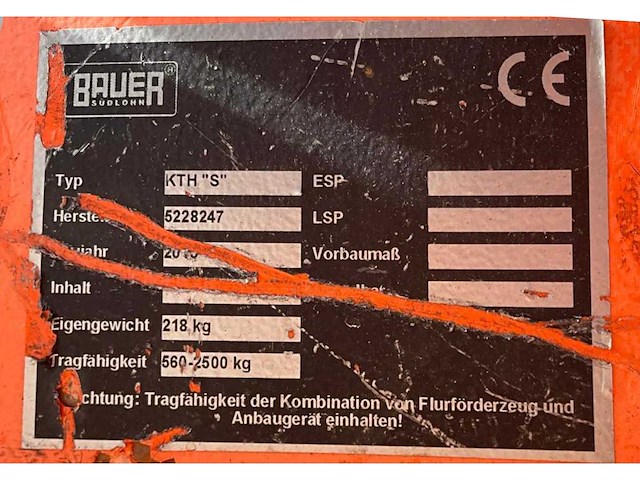 BAUER
SÜDLOHN
CE
Typ KTH "S" ESP
5228247 LSP
Vorbaumaß
Inhalt
Eigengewicht 218 kg
Tragfähigkeit 560-2500 kg
Achtung: Tragfähigkeit der Kombination von Flurförderzeug und
Anbaugerät einhalten!